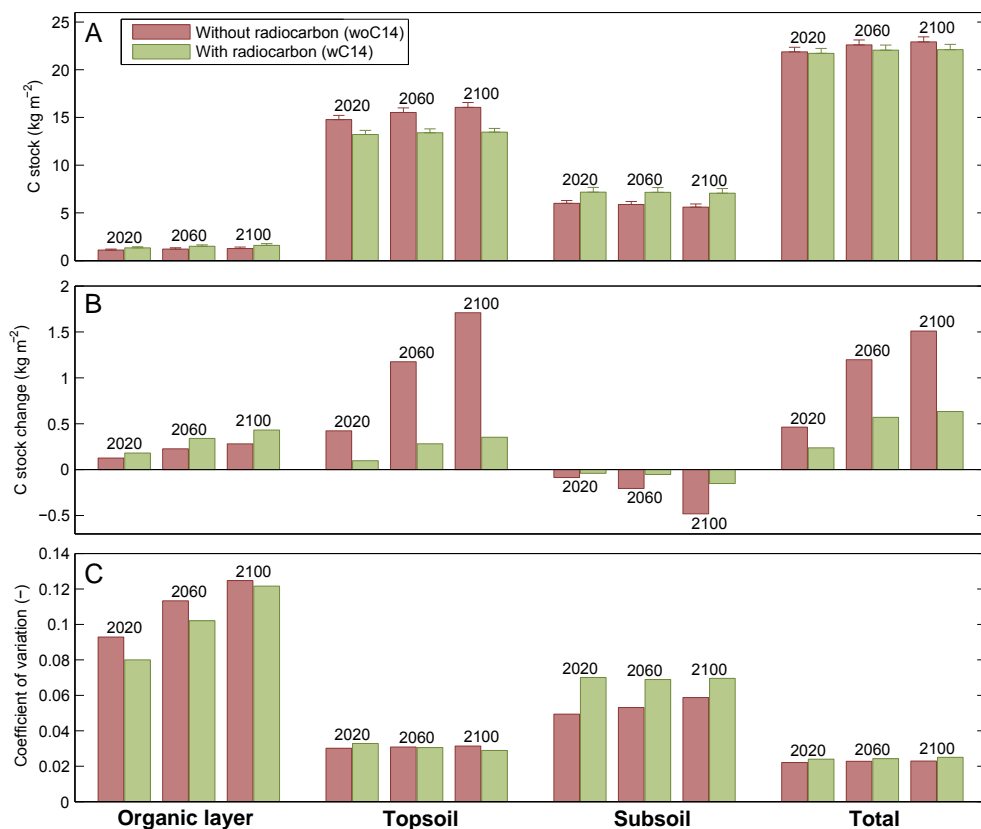 A
Without radiocarbon (woC14)
With radiocarbon (wC14)
C stock (kg m⁻²)
25
20
15
10
5
0
2020 2060 2100
2020 2060 2100
2020 2060 2100
2020 2060 2100
B
C stock change (kg m⁻²)
2
1.5
1
0.5
0
−0.5
2020 2060 2100
2020 2060 2100
2020 2060 2100
2020 2060 2100
C
Coefficient of variation (−)
0.14
0.12
0.1
0.08
0.06
0.04
0.02
0
2020 2060 2100
2020 2060 2100
2020 2060 2100
2020 2060 2100
Organic layer Topsoil Subsoil Total